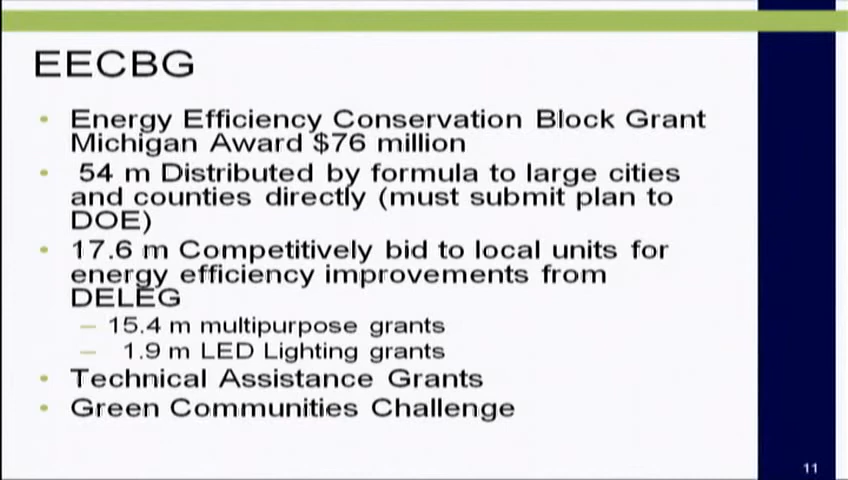 EECBG
• Energy Efficiency Conservation Block Grant
Michigan Award $76 million
• 54 m Distributed by formula to large cities
and counties directly (must submit plan to
DOE)
• 17.6 m Competitively bid to local units for
energy efficiency improvements from
DELEG
– 15.4 m multipurpose grants
– 1.9 m LED Lighting grants
• Technical Assistance Grants
• Green Communities Challenge
11